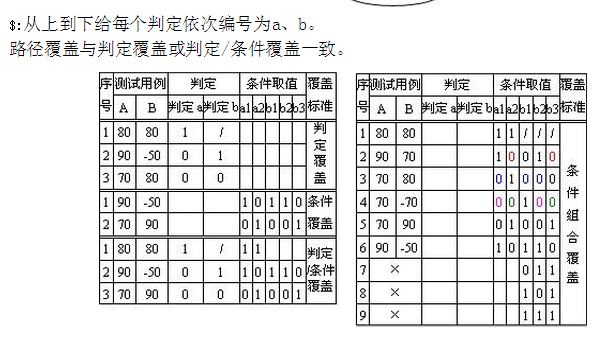 $:从上到下给每个判定依次编号为a、b。
路径覆盖与判定覆盖或判定/条件覆盖一致。
序号 测试用例 判定 条件取值 覆盖标准
A B 判定a 判定b a1 a2 b1 b2 b3
1 80 80 1 / 判定覆盖
2 90 -50 0 1
3 70 80 0 0
1 90 -50 1 0 1 1 0 条件覆盖
2 70 90 0 1 0 0 1
1 80 80 1 / 1 1 判定/条件覆盖
2 90 -50 0 1 1 0 1 1 0
3 70 90 0 0 0 1 0 0 1
序号 测试用例 判定 条件取值 覆盖标准
A B 判定a 判定b a1 a2 b1 b2 b3
1 80 80 1 1 / / / 条件组合覆盖
2 90 70 1 0 0 1 0
3 70 80 0 1 0 0 0
4 70 -70 0 0 1 0 0
5 70 90 0 1 0 0 1
6 90 -50 1 0 1 1 0
7 × 0 1 1
8 × 1 0 1
9 × 1 1 1